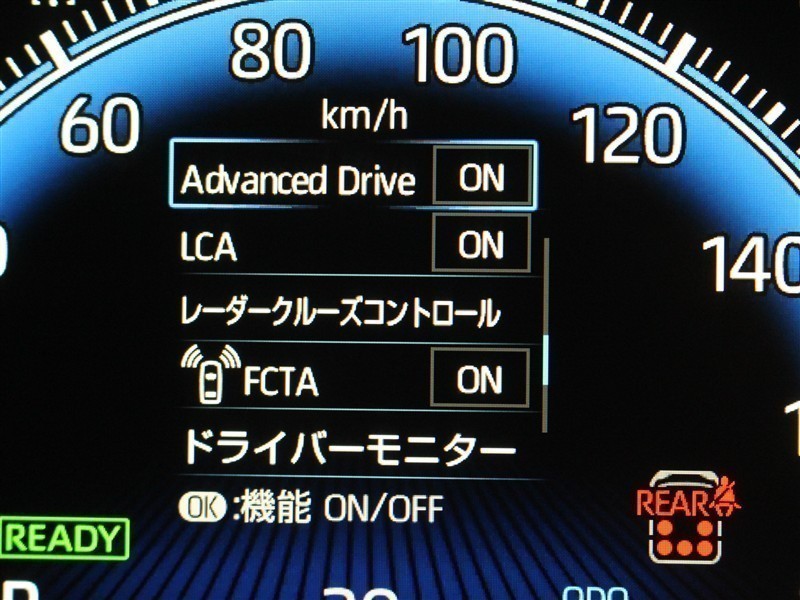 80 100
60 km/h 120
Advanced Drive ON
LCA ON
140
レーダークルーズコントロール
FCTA ON
ドライバーモニター
REAR
OK:機能 ON/OFF
READY